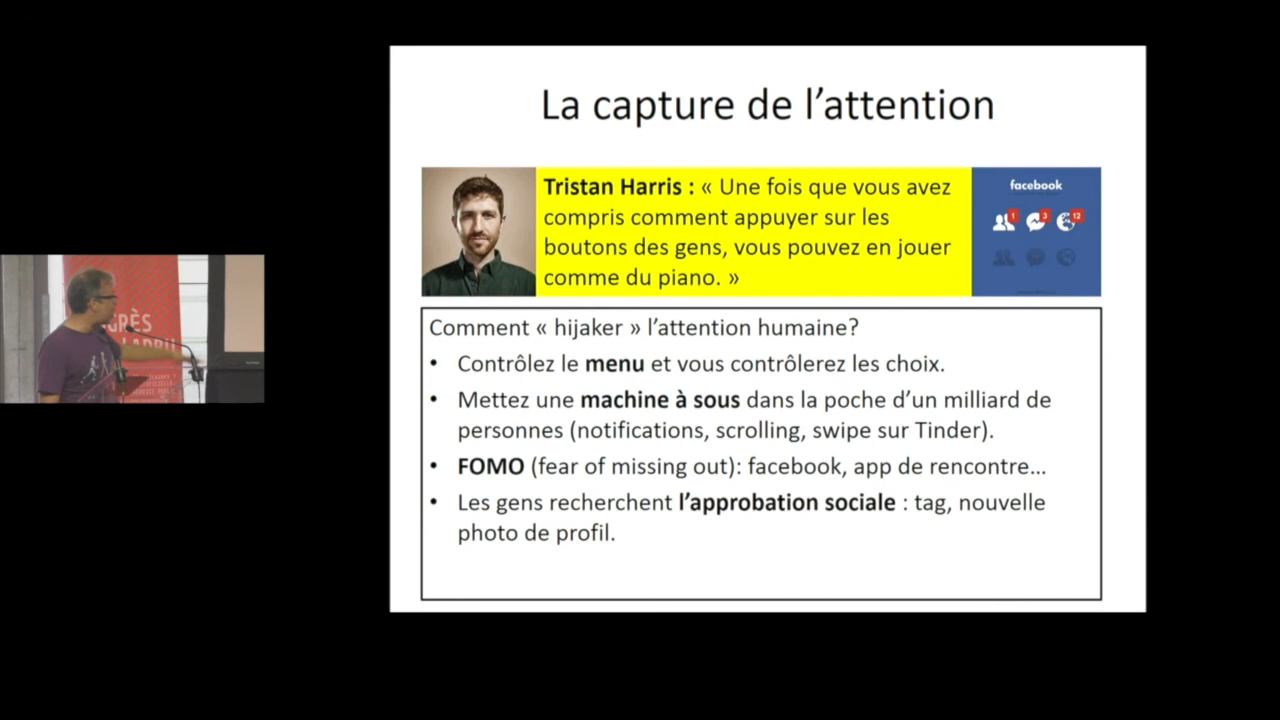 La capture de l’attention
Tristan Harris : « Une fois que vous avez
compris comment appuyer sur les
boutons des gens, vous pouvez en jouer
comme du piano. »
facebook
1
3
12
Comment « hijaker » l’attention humaine?
• Contrôlez le menu et vous contrôlerez les choix.
• Mettez une machine à sous dans la poche d’un milliard de
personnes (notifications, scrolling, swipe sur Tinder).
• FOMO (fear of missing out): facebook, app de rencontre…
• Les gens recherchent l’approbation sociale : tag, nouvelle
photo de profil.